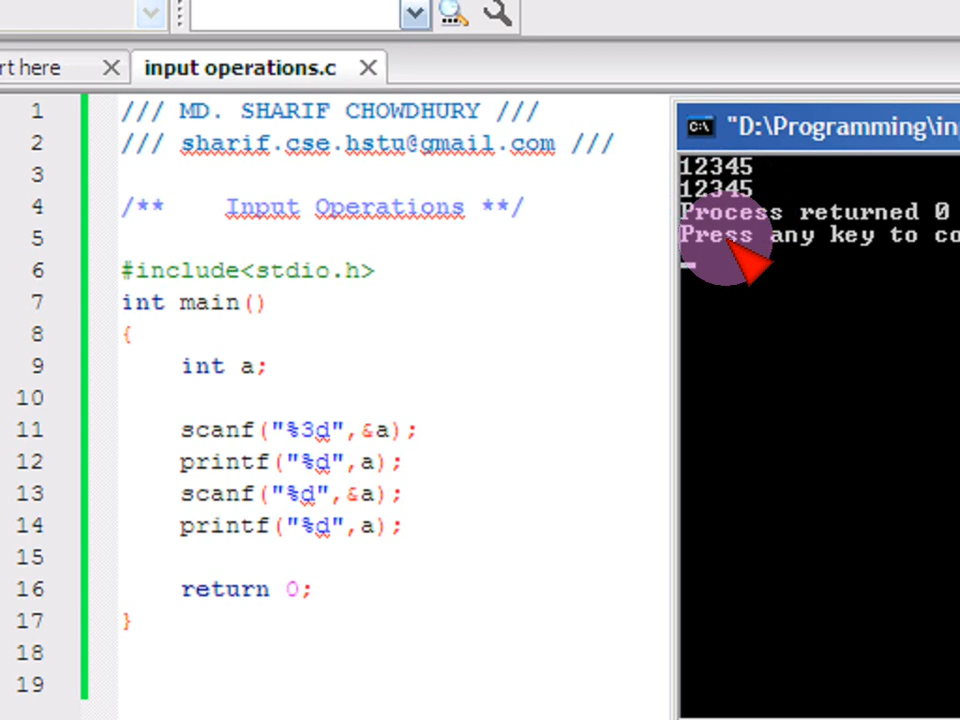 rt here input operations.c
1 /// MD. SHARIF CHOWDHURY ///
2 /// sharif.cse.hstu@gmail.com ///
3
4 /** Input Operations **/
5
6 #include<stdio.h>
7 int main()
8 {
9 int a;
10
11 scanf("%3d",&a);
12 printf("%d",a);
13 scanf("%d",&a);
14 printf("%d",a);
15
16 return 0;
17 }
18
19
C:\ "D:\Programming\in
12345
12345
Process returned 0
Press any key to co